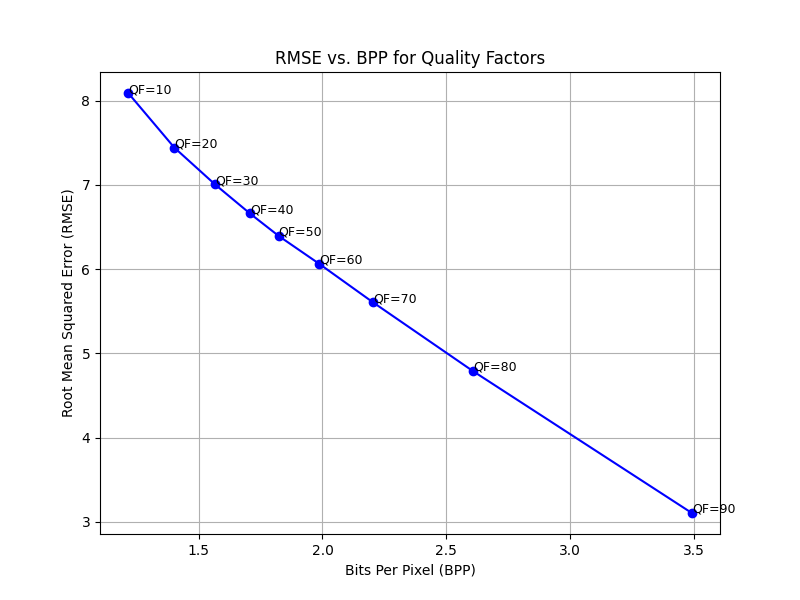 RMSE vs. BPP for Quality Factors
Root Mean Squared Error (RMSE)
8
7
6
5
4
3
QF=10
QF=20
QF=30
QF=40
QF=50
QF=60
QF=70
QF=80
QF=90
1.5 2.0 2.5 3.0 3.5
Bits Per Pixel (BPP)